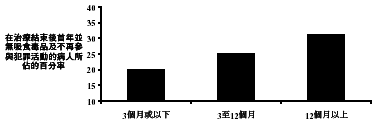 在治療結束後首年並
無吸食毒品及不再參
與犯罪活動的病人所
佔的百分率
40
35
30
25
20
15
10
3個月或以下
3至12個月
12個月以上